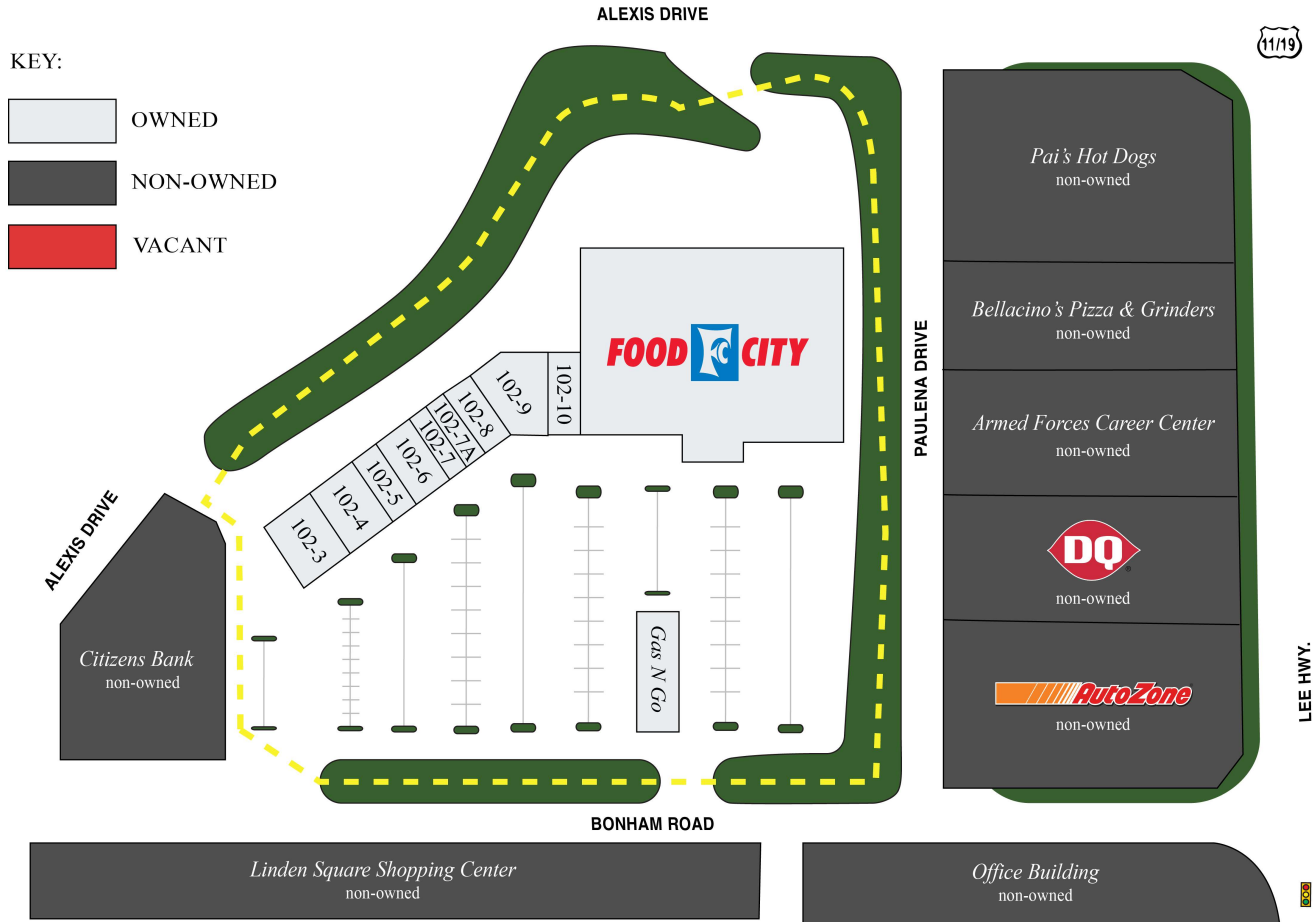 ALEXIS DRIVE
11/19
KEY:
OWNED
NON-OWNED
VACANT
Pai's Hot Dogs
non-owned
Bellacino's Pizza & Grinders
non-owned
FOOD CITY
PAULENA DRIVE
Armed Forces Career Center
non-owned
102-10
102-9
102-8
102-7A
102-7
102-6
102-5
102-4
102-3
ALEXIS DRIVE
DQ
non-owned
Citizens Bank
non-owned
Gas N Go
AutoZone
non-owned
LEE HWY.
BONHAM ROAD
Linden Square Shopping Center
non-owned
Office Building
non-owned